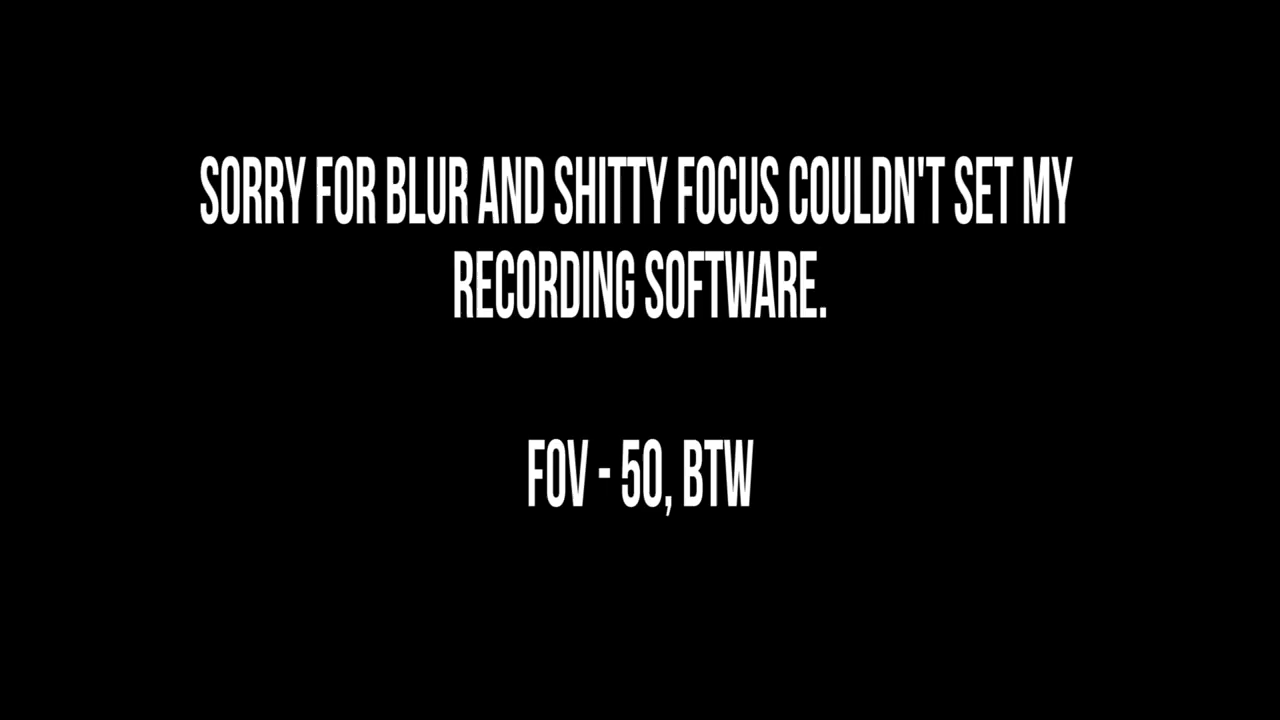 SORRY FOR BLUR AND SHITTY FOCUS COULDN'T SET MY
RECORDING SOFTWARE.
FOV - 50, BTW